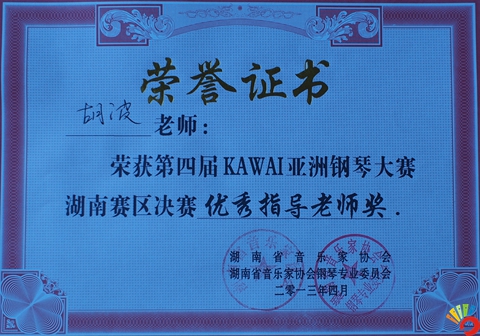 荣誉证书
胡波 老师:
荣获第四届KAWAI亚洲钢琴大赛
湖南赛区决赛 优秀指导老师奖.
湖南省音乐家协会
湖南省音乐家协会钢琴专业委员会
二〇一三年四月